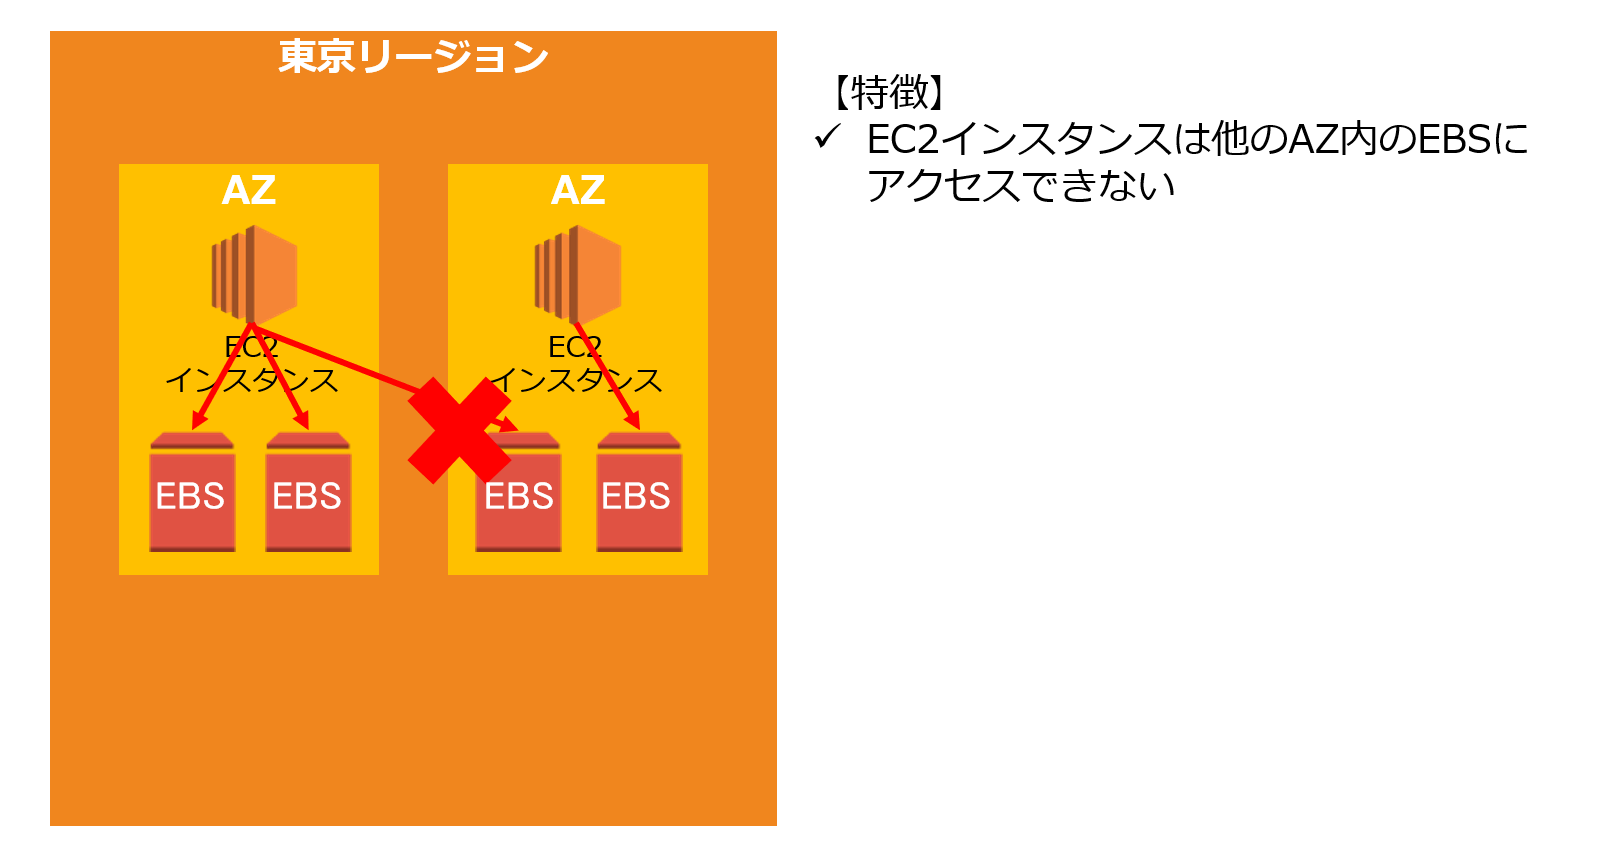 東京リージョン
【特徴】
✓ EC2インスタンスは他のAZ内のEBSに
アクセスできない
AZ
EC2
インスタンス
EBS
EBS
AZ
EC2
インスタンス
EBS
EBS